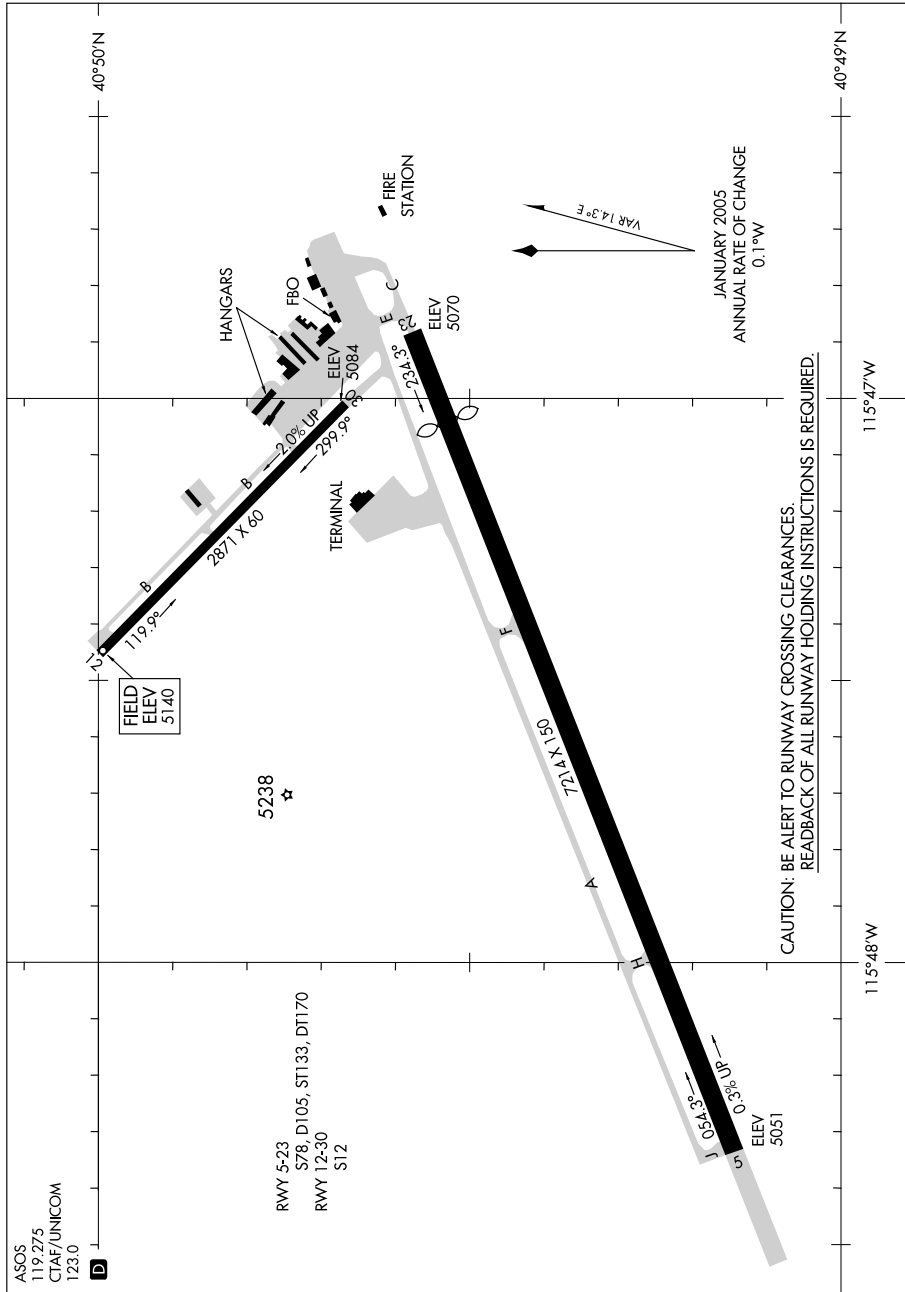 ASOS
119.275
CTAF/UNICOM
123.0
D
RWY 5-23
S78, D105, ST133, DT170
RWY 12-30
S12
40°50'N
40°49'N
115°47'W
115°48'W
HANGARS
FBO
FIRE
STATION
TERMINAL
ELEV
5084
30
2.0% UP
299.9°
B
B
2871 X 60
119.9°
12
FIELD
ELEV
5140
5238
C
E
23
ELEV
5070
234.3°
F
7214 X 150
A
H
J
054.3°
0.3% UP
5
ELEV
5051
VAR 14.3° E
JANUARY 2005
ANNUAL RATE OF CHANGE
0.1°W
CAUTION: BE ALERT TO RUNWAY CROSSING CLEARANCES.
READBACK OF ALL RUNWAY HOLDING INSTRUCTIONS IS REQUIRED.